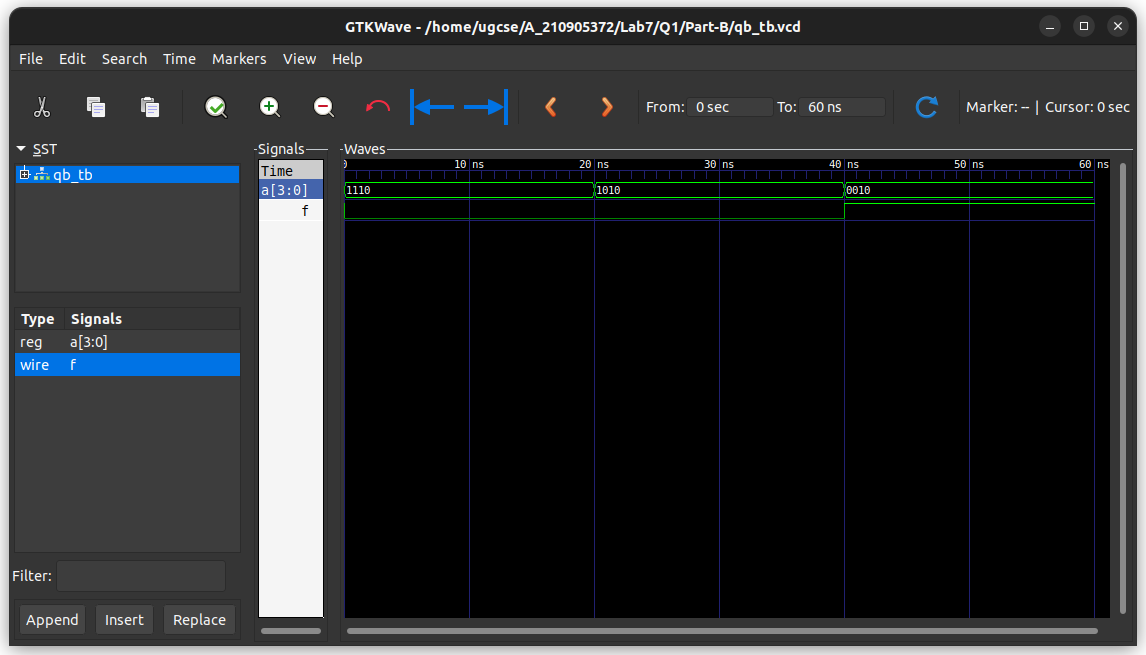 GTKWave - /home/ugcse/A_210905372/Lab7/Q1/Part-B/qb_tb.vcd
File Edit Search Time Markers View Help
From: 0 sec To: 60 ns Marker: -- | Cursor: 0 sec
SST
qb_tb
Type Signals
reg a[3:0]
wire f
Filter:
Append Insert Replace
Signals
Time
a[3:0]
f
Waves
0 10 ns 20 ns 30 ns 40 ns 50 ns 60 ns
1110 1010 0010